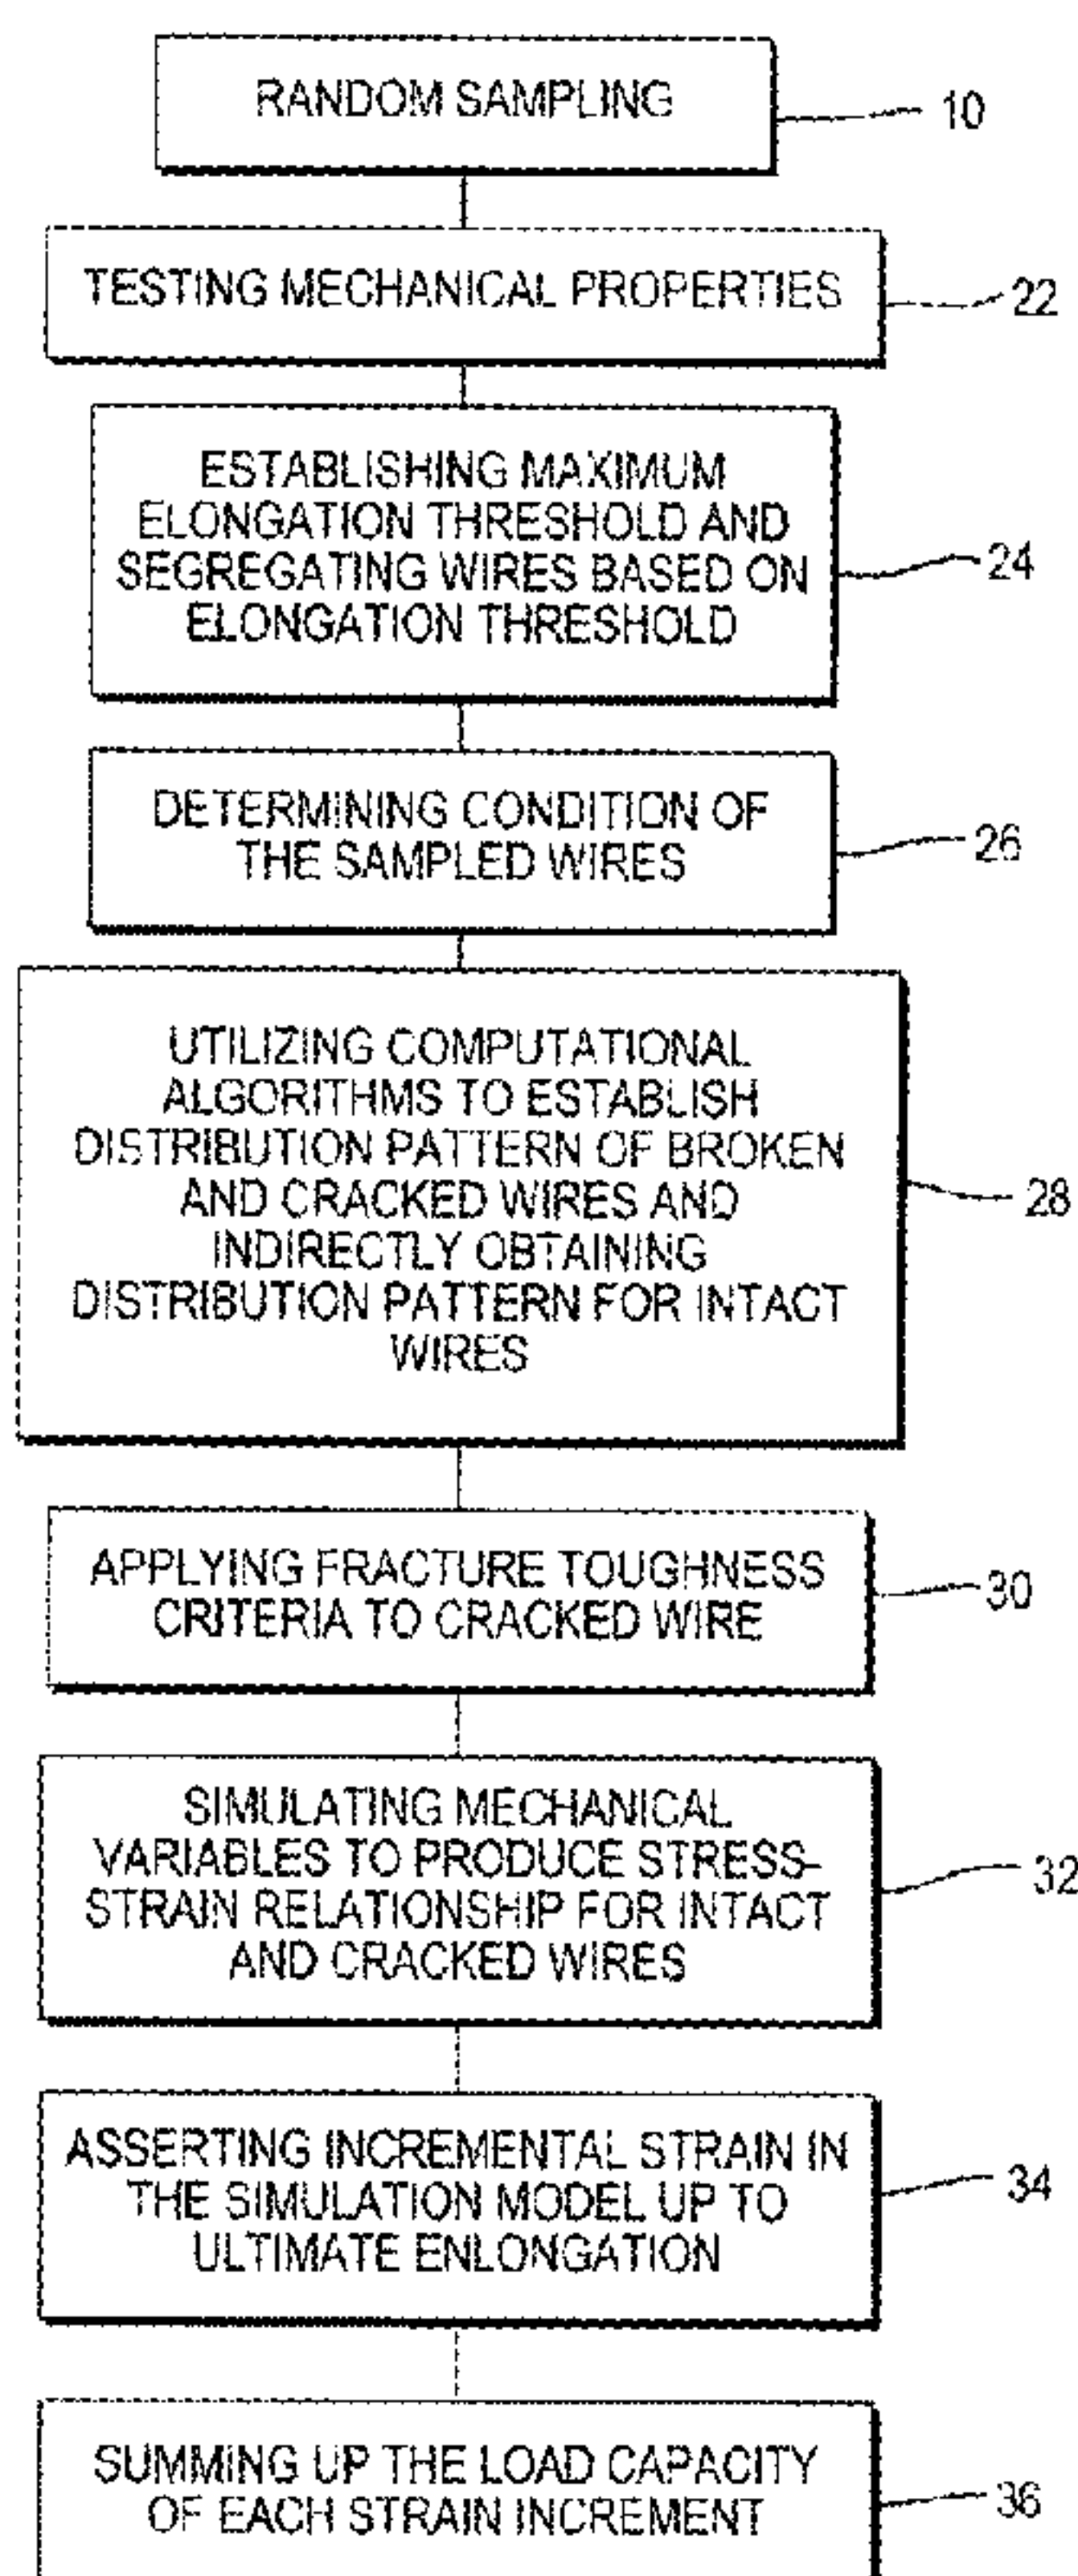 RANDOM SAMPLING
10
TESTING MECHANICAL PROPERTIES
22
ESTABLISHING MAXIMUM
ELONGATION THRESHOLD AND
SEGREGATING WIRES BASED ON
ELONGATION THRESHOLD
24
DETERMINING CONDITION OF
THE SAMPLED WIRES
26
UTILIZING COMPUTATIONAL
ALGORITHMS TO ESTABLISH
DISTRIBUTION PATTERN OF BROKEN
AND CRACKED WIRES AND
INDIRECTLY OBTAINING
DISTRIBUTION PATTERN FOR INTACT
WIRES
28
APPLYING FRACTURE TOUGHNESS
CRITERIA TO CRACKED WIRE
30
SIMULATING MECHANICAL
VARIABLES TO PRODUCE STRESS-
STRAIN RELATIONSHIP FOR INTACT
AND CRACKED WIRES
32
ASSERTING INCREMENTAL STRAIN IN
THE SIMULATION MODEL UP TO
ULTIMATE ENLONGATION
34
SUMMING UP THE LOAD CAPACITY
OF EACH STRAIN INCREMENT
36